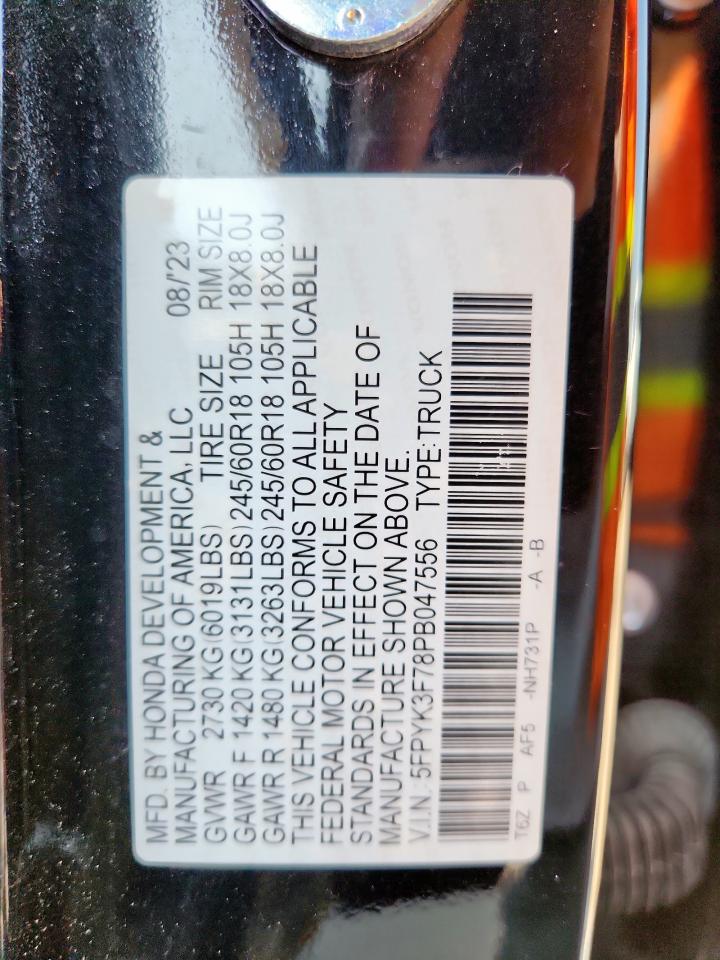 MFD. BY HONDA DEVELOPMENT &
MANUFACTURING OF AMERICA, LLC 08/'23
GVWR 2730 KG(6019LBS) TIRE SIZE RIM SIZE
GAWR F 1420 KG(3131LBS)245/60R18 105H 18X8.0J
GAWR R 1480 KG(3263LBS)245/60R18 105H 18X8.0J
THIS VEHICLE CONFORMS TO ALL APPLICABLE
FEDERAL MOTOR VEHICLE SAFETY
STANDARDS IN EFFECT ON THE DATE OF
MANUFACTURE SHOWN ABOVE.
V.I.N.:5FPYK3F78PB047556 TYPE:TRUCK
T6Z P AF5 -NH731P -A -B